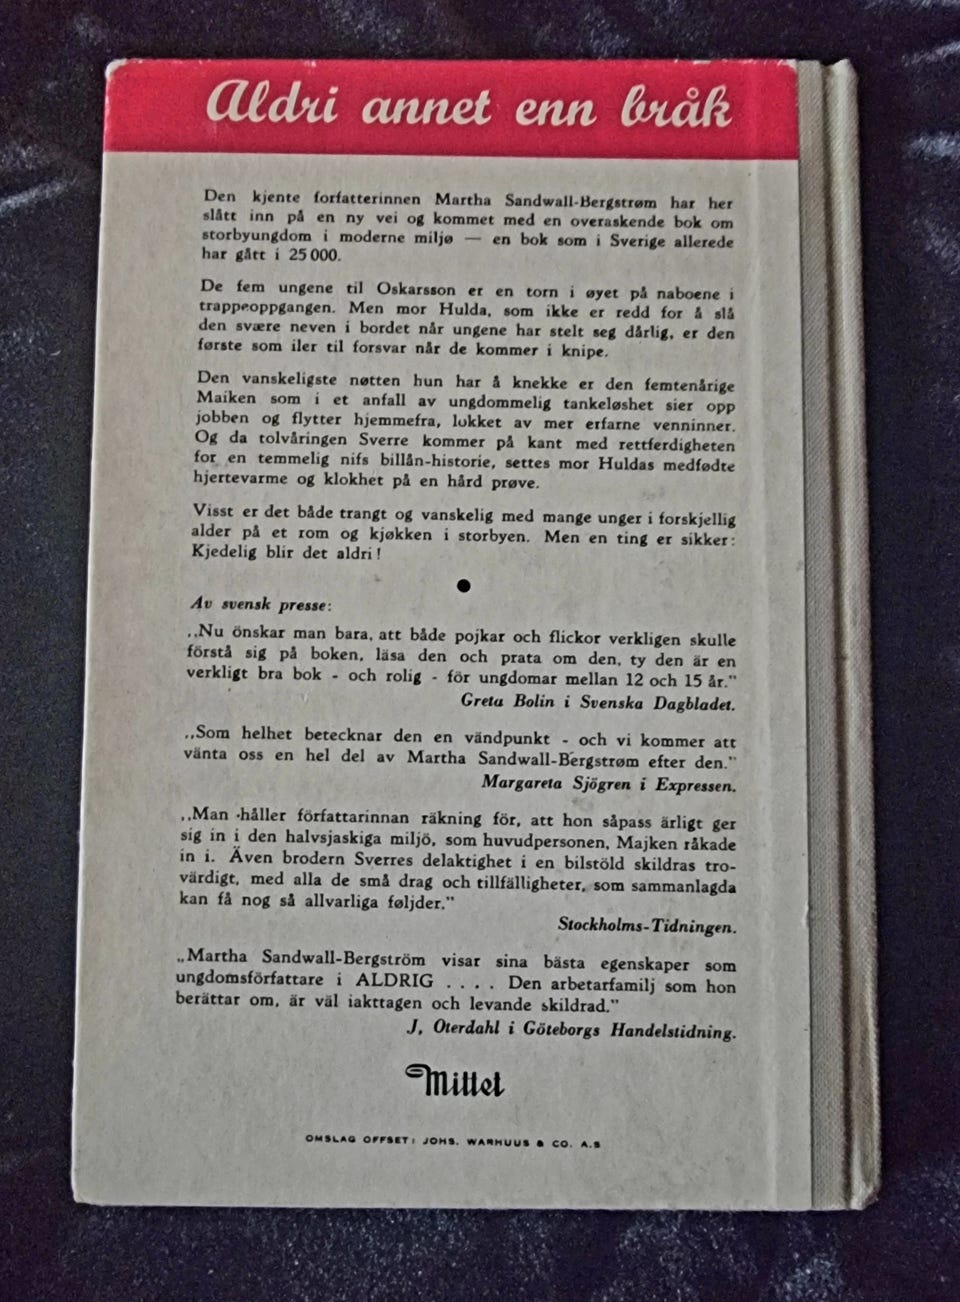 Aldri annet enn bråk
Den kjente forfatterinnen Martha Sandwall-Bergstrøm har her
slått inn på en ny vei og kommet med en overaskende bok om
storbyungdom i moderne miljø — en bok som i Sverige allerede
har gått i 25 000.
De fem ungene til Oskarsson er en torn i øyet på naboene i
trappeoppgangen. Men mor Hulda, som ikke er redd for å slå
den svære neven i bordet når ungene har stelt seg dårlig, er den
første som iler til forsvar når de kommer i knipe.
Den vanskeligste nøtten hun har å knekke er den femtenårige
Maiken som i et anfall av ungdommelig tankeløshet sier opp
jobben og flytter hjemmefra, lokket av mer erfarne venninner.
Og da tolvåringen Sverre kommer på kant med rettferdigheten
for en temmelig nifs billån-historie, settes mor Huldas medfødte
hjertevarme og klokhet på en hård prøve.
Visst er det både trangt og vanskelig med mange unger i forskjellig
alder på et rom og kjøkken i storbyen. Men en ting er sikker:
Kjedelig blir det aldri!
●
Av svensk presse:
,,Nu önskar man bara, att både pojkar och flickor verkligen skulle
förstå sig på boken, läsa den och prata om den, ty den är en
verkligt bra bok - och rolig - för ungdomar mellan 12 och 15 år."
Greta Bolin i Svenska Dagbladet.
,,Som helhet betecknar den en vändpunkt - och vi kommer att
vänta oss en hel del av Martha Sandwall-Bergstrøm efter den."
Margareta Sjögren i Expressen.
,,Man håller författarinnan räkning för, att hon såpass ärligt ger
sig in i den halvsjaskiga miljö, som huvudpersonen, Majken råkade
in i. Även brodern Sverres delaktighet i en bilstöld skildras tro-
värdigt, med alla de små drag och tillfälligheter, som sammanlagda
kan få nog så allvarliga føljder."
Stockholms-Tidningen.
,,Martha Sandwall-Bergström visar sina bästa egenskaper som
ungdomsförfattare i ALDRIG . . . . Den arbetarfamilj som hon
berättar om, är väl iakttagen och levande skildrad."
J, Oterdahl i Göteborgs Handelstidning.
Mittet
OMSLAG OFFSET: JOHS. WARHUUS & CO. A.S